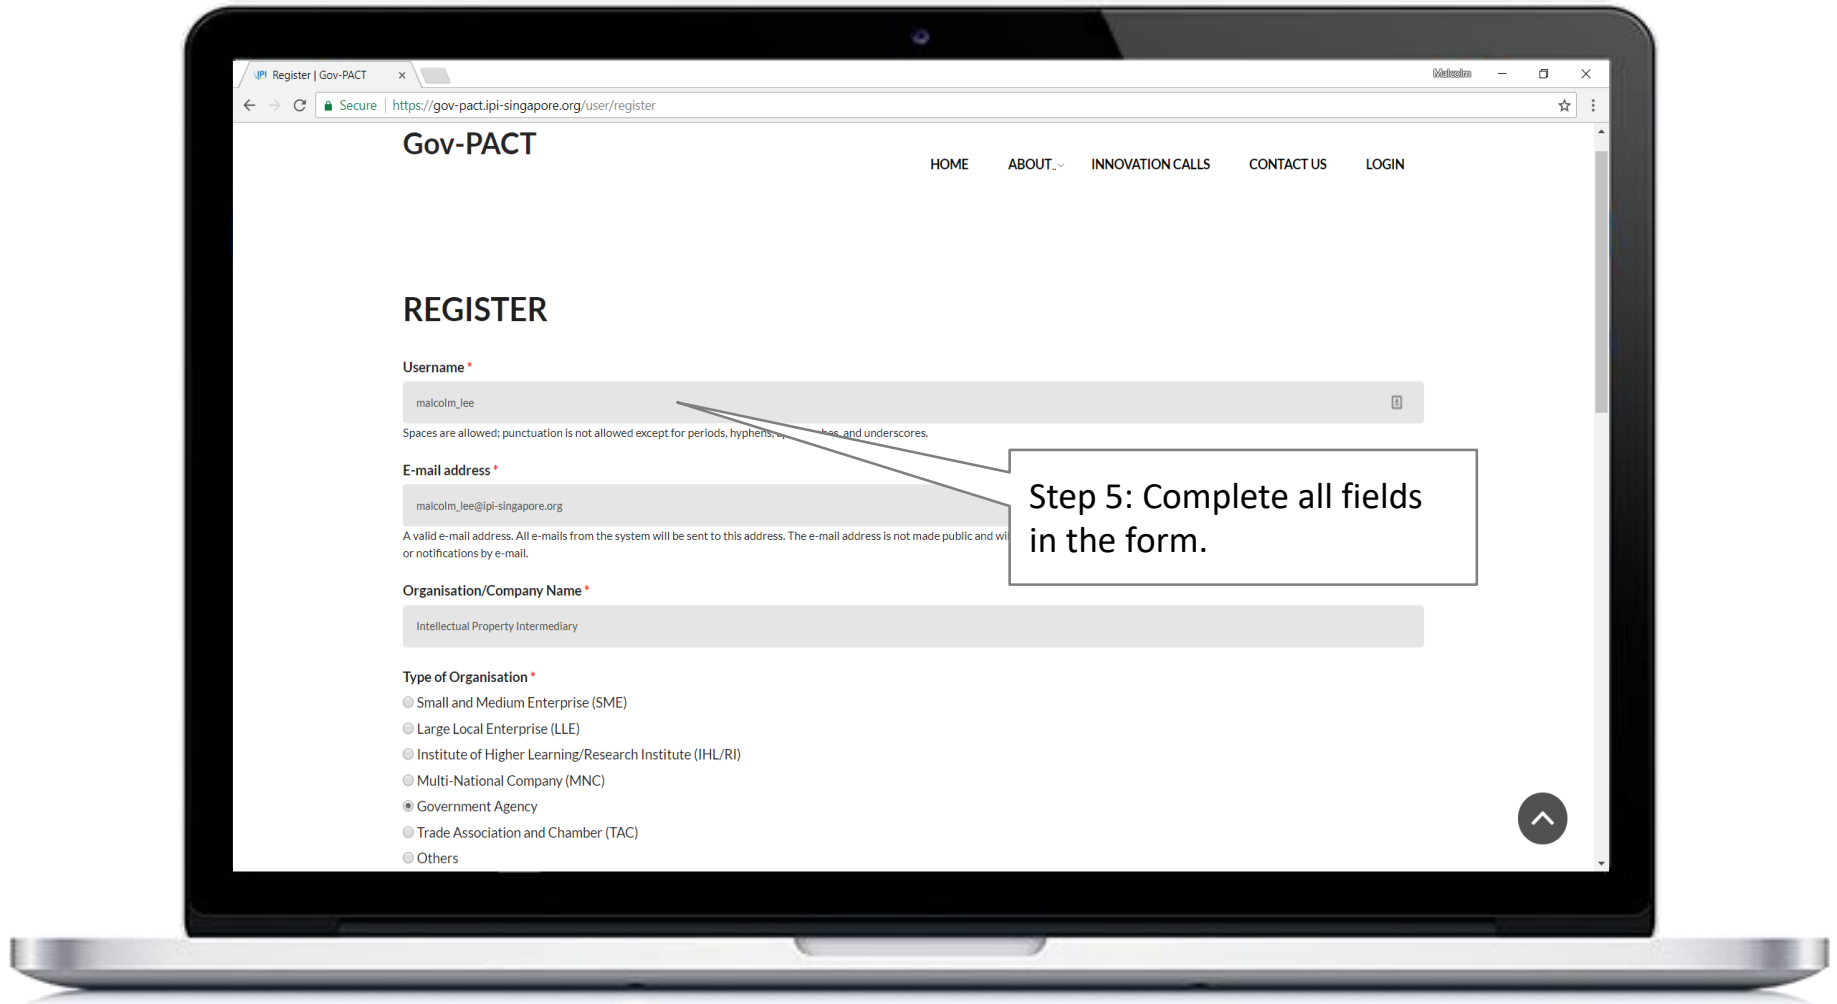 IPI Register | Gov-PACT
Malcolm
Secure | https://gov-pact.ipi-singapore.org/user/register
Gov-PACT
HOME ABOUT.. INNOVATION CALLS CONTACT US LOGIN
REGISTER
Username *
malcolm_lee
Spaces are allowed; punctuation is not allowed except for periods, hyphens, and underscores.
E-mail address *
malcolm_lee@ipi-singapore.org
A valid e-mail address. All e-mails from the system will be sent to this address. The e-mail address is not made public and
or notifications by e-mail.
Step 5: Complete all fields
in the form.
Organisation/Company Name *
Intellectual Property Intermediary
Type of Organisation *
Small and Medium Enterprise (SME)
Large Local Enterprise (LLE)
Institute of Higher Learning/Research Institute (IHL/RI)
Multi-National Company (MNC)
Government Agency
Trade Association and Chamber (TAC)
Others